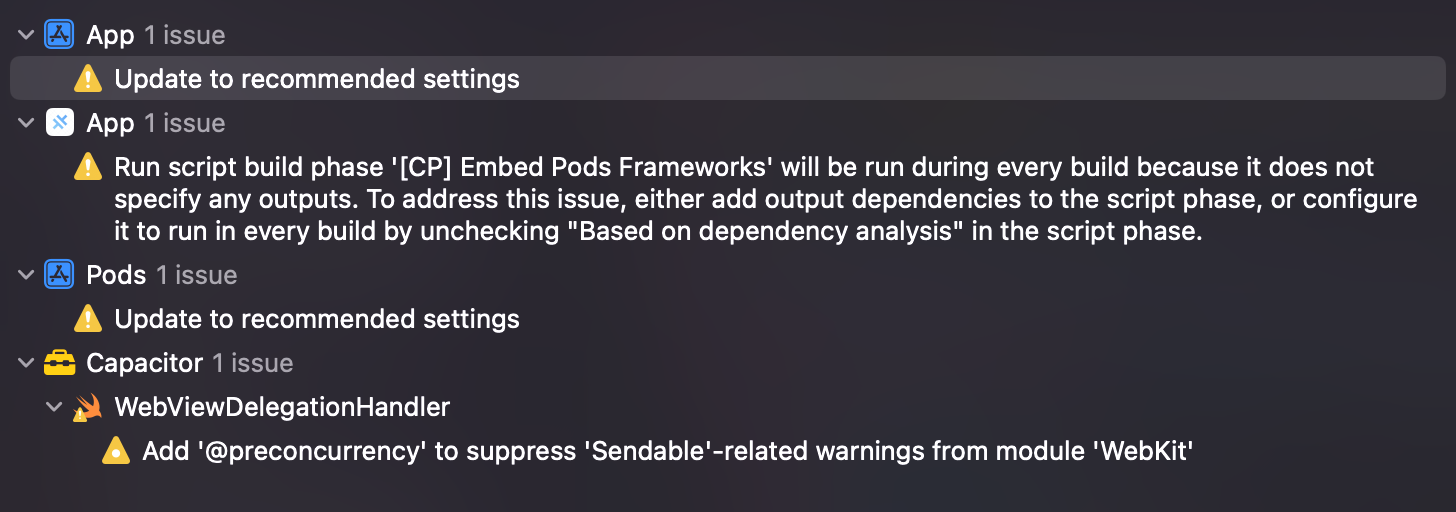 App 1 issue
Update to recommended settings
App 1 issue
Run script build phase '[CP] Embed Pods Frameworks' will be run during every build because it does not
specify any outputs. To address this issue, either add output dependencies to the script phase, or configure
it to run in every build by unchecking "Based on dependency analysis" in the script phase.
Pods 1 issue
Update to recommended settings
Capacitor 1 issue
WebViewDelegationHandler
Add '@preconcurrency' to suppress 'Sendable'-related warnings from module 'WebKit'